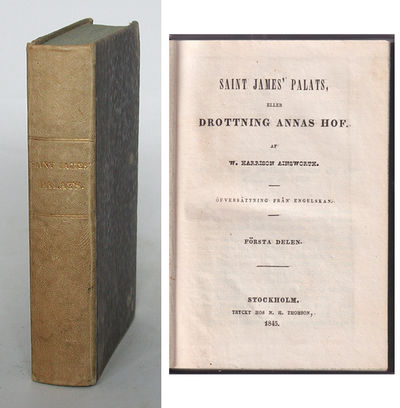 SAINT JAMES'
PALATS.
SAINT JAMES' PALATS,
ELLER
DROTTNING ANNAS HOF.
AF
W. HARRISON AINSWORTH.
ÖFVERSÄTTNING FRÅN ENGELSKAN.
FÖRSTA DELEN.
STOCKHOLM,
TRYCKT HOS N. H. THOMSON,
1845.